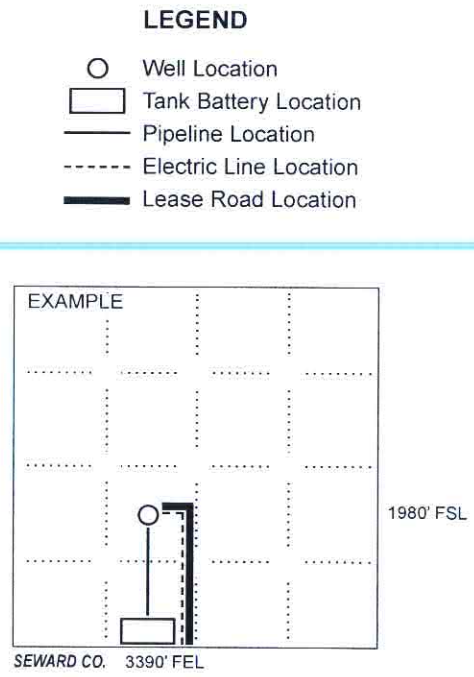 LEGEND
Well Location
Tank Battery Location
Pipeline Location
Electric Line Location
Lease Road Location
EXAMPLE
1980' FSL
SEWARD CO. 3390' FEL